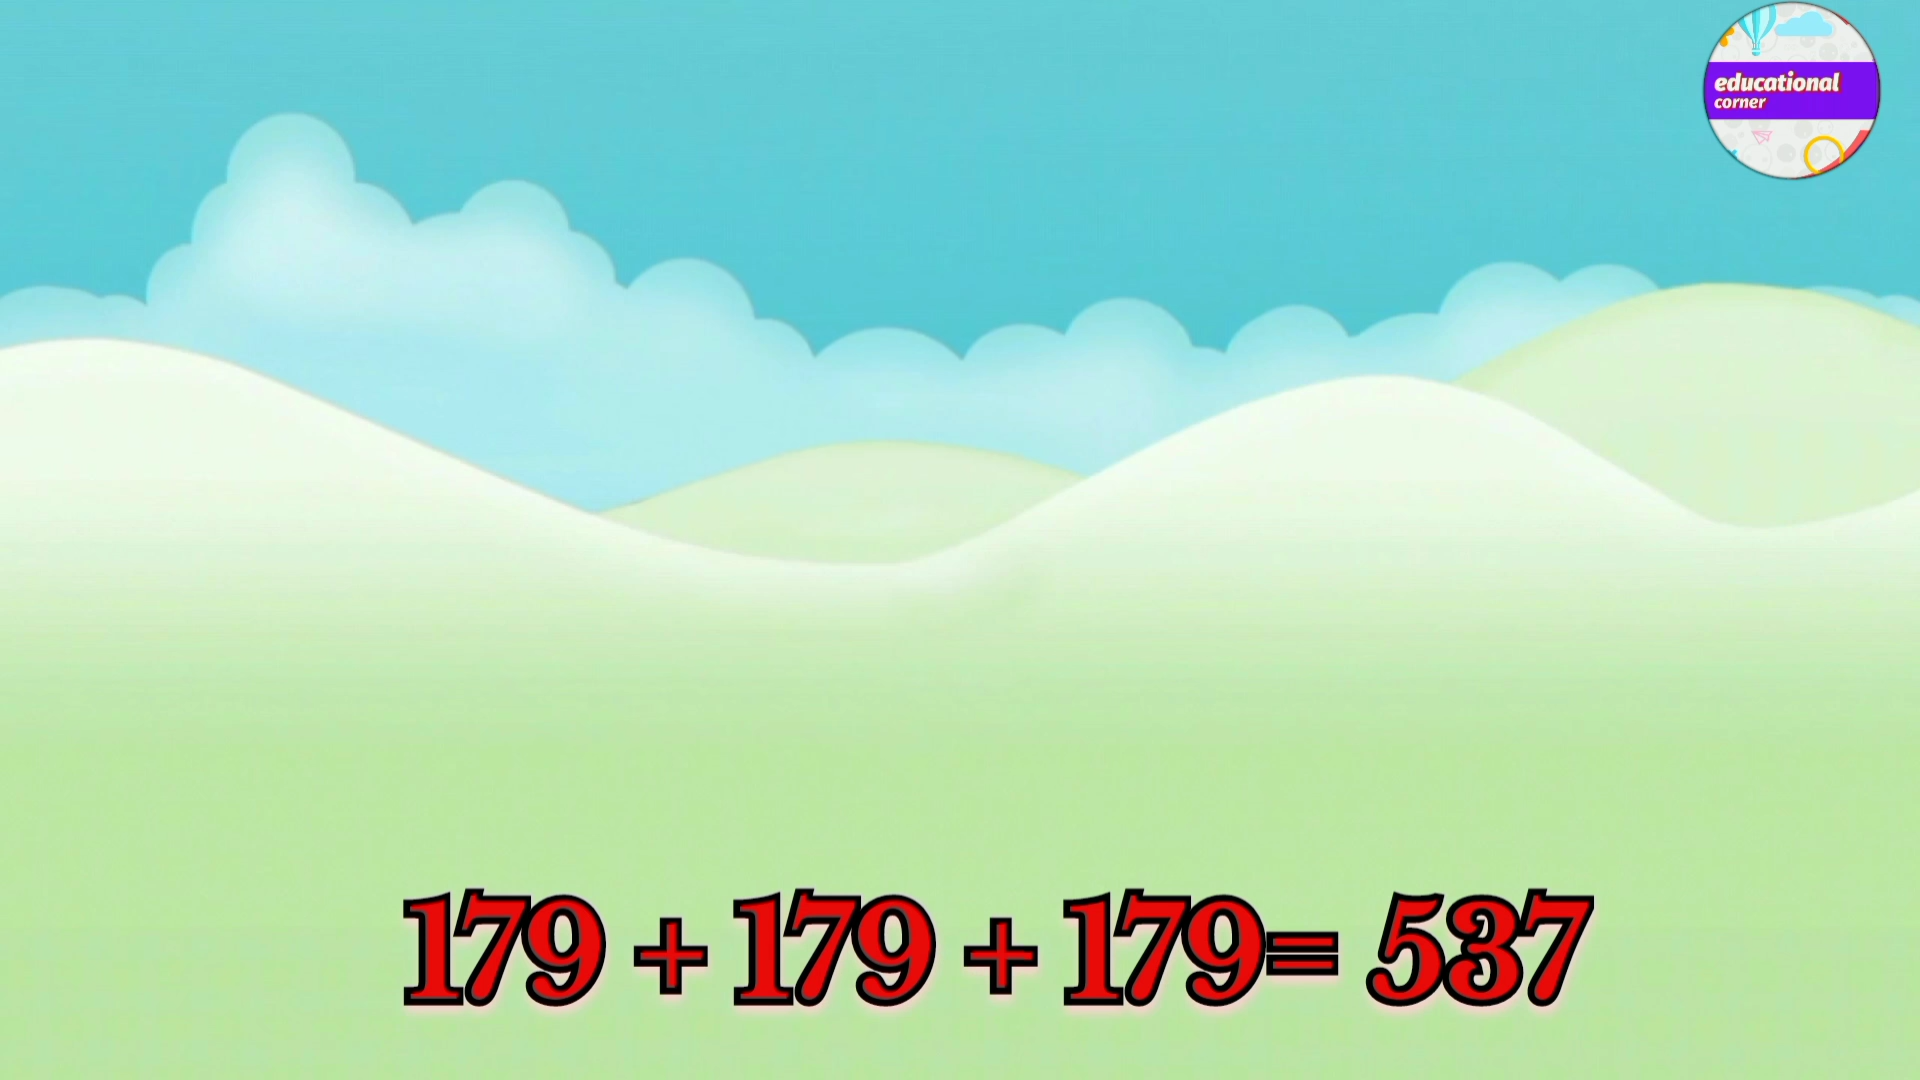 educational
corner
179 + 179 + 179= 537